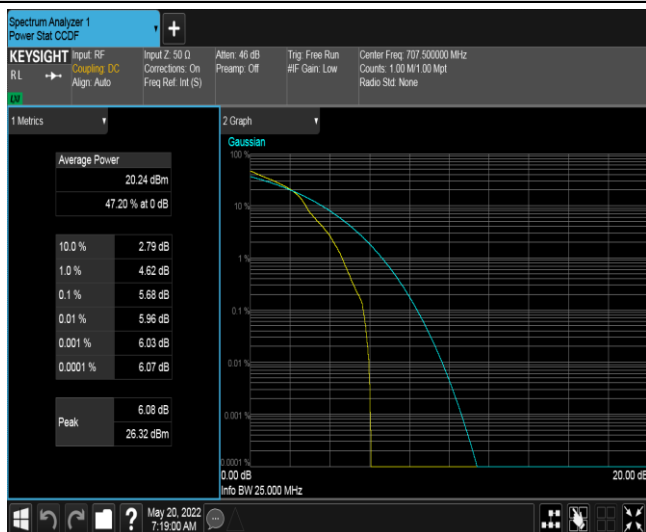 Spectrum Analyzer 1
Power Stat CCDF
KEYSIGHT
RL
Input: RF
Coupling: DC
Align: Auto
Input Z: 50 Ω
Corrections: On
Freq Ref: Int (S)
Atten: 46 dB
Preamp: Off
Trig: Free Run
#IF Gain: Low
Center Freq: 707.500000 MHz
Counts: 1.00 M/1.00 Mpt
Radio Std: None
1 Metrics
Average Power
20.24 dBm
47.20 % at 0 dB
10.0 % 2.79 dB
1.0 % 4.62 dB
0.1 % 5.68 dB
0.01 % 5.96 dB
0.001 % 6.03 dB
0.0001 % 6.07 dB
Peak
6.08 dB
26.32 dBm
2 Graph
Gaussian
100 %
10 %
1 %
0.1 %
0.01 %
0.001 %
0.0001 %
0.00 dB
20.00 dB
Info BW 25.000 MHz
?
May 20, 2022
7:19:00 AM